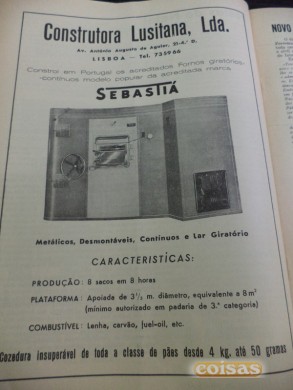 Construtora Lusitana, Lda.
Av. António Augusto de Aguiar,
LISBOA - Tel. 73966
Constroi em Portugal os acreditados Fornos giratórios
contínuos modelo popular da acreditada marca
SEBASTIÁ
Metálicos, Desmontáveis, Contínuos e Lar Giratório
CARACTERISTICAS:
PRODUÇÃO: 8 sacos em 8 horas
PLATAFORMA: Apoiada de 3 1/2 m. diâmetro, equivalente a 8 m²
(mínimo autorizado em padaria de 3.ª categoria)
COMBUSTÍVEL: Lenha, carvão, fuel-oil, etc.
Cozedura insuperável de toda a classe de pães desde 4 kg. até 50 gramas
NOVO
coisas